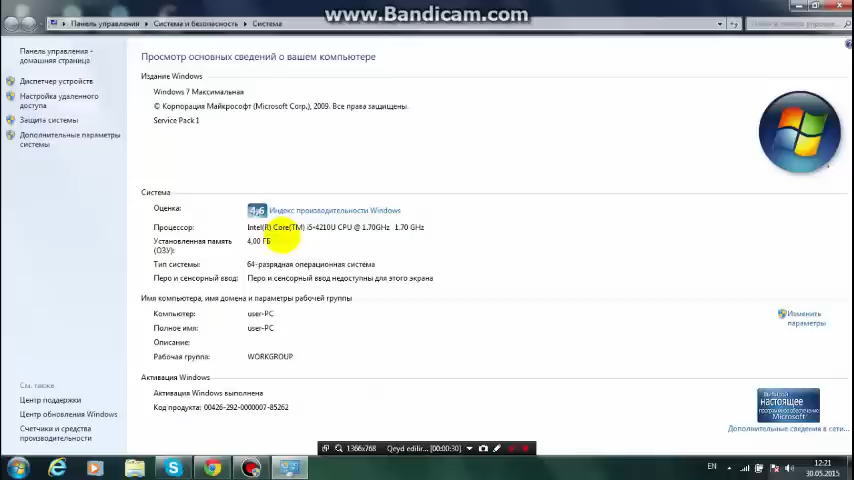 www.Bandicam.com
Панель управления
Система и безопасность
Система
Панель управления -
домашняя страница
Диспетчер устройств
Настройка удаленного
доступа
Защита системы
Дополнительные параметры
системы
Просмотр основных сведений о вашем компьютере
Издание Windows
Windows 7 Максимальная
© Корпорация Майкрософт (Microsoft Corp.), 2009. Все права защищены.
Service Pack 1
Система
Оценка: 4,6 Индекс производительности Windows
Процессор: Intel(R) Core(TM) i5-4210U CPU @ 1.70GHz 1.70 GHz
Установленная память 4,00 ГБ
(ОЗУ):
Тип системы: 64-разрядная операционная система
Перо и сенсорный ввод: Перо и сенсорный ввод недоступны для этого экрана
Имя компьютера, имя домена и параметры рабочей группы
Компьютер: user-PC
Изменить
параметры
Полное имя: user-PC
Описание:
Рабочая группа: WORKGROUP
Активация Windows
Активация Windows выполнена
Код продукта: 00426-292-0000007-85262
настоящее
программное обеспечение
Microsoft
Дополнительные сведения в сети...
См. также
Центр поддержки
Центр обновления Windows
Счетчики и средства
производительности
1366x768 Qeyd edilir... [00:00:30]
EN
12:21
30.05.2015